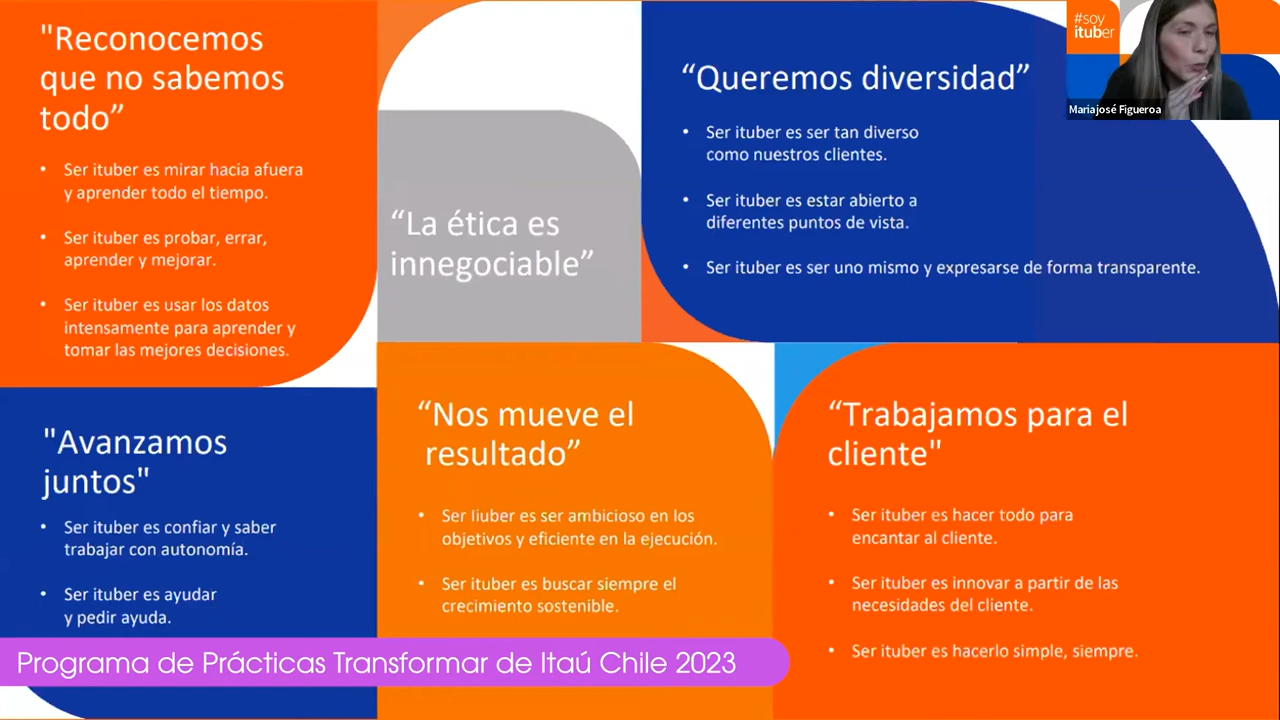 "Reconocemos
que no sabemos
todo”
• Ser ituber es mirar hacia afuera
y aprender todo el tiempo.
• Ser ituber es probar, errar,
aprender y mejorar.
• Ser ituber es usar los datos
intensamente para aprender y
tomar las mejores decisiones.
“La ética es
innegociable”
“Queremos diversidad”
• Ser ituber es ser tan diverso
como nuestros clientes.
• Ser ituber es estar abierto a
diferentes puntos de vista.
• Ser ituber es ser uno mismo y expresarse de forma transparente.
#soy
ituber
Mariajosé Figueroa
"Avanzamos
juntos"
• Ser ituber es confiar y saber
trabajar con autonomía.
• Ser ituber es ayudar
y pedir ayuda.
“Nos mueve el
resultado”
• Ser liuber es ser ambicioso en los
objetivos y eficiente en la ejecución.
• Ser ituber es buscar siempre el
crecimiento sostenible.
“Trabajamos para el
cliente"
• Ser ituber es hacer todo para
encantar al cliente.
• Ser ituber es innovar a partir de las
necesidades del cliente.
• Ser ituber es hacerlo simple, siempre.
Programa de Prácticas Transformar de Itaú Chile 2023